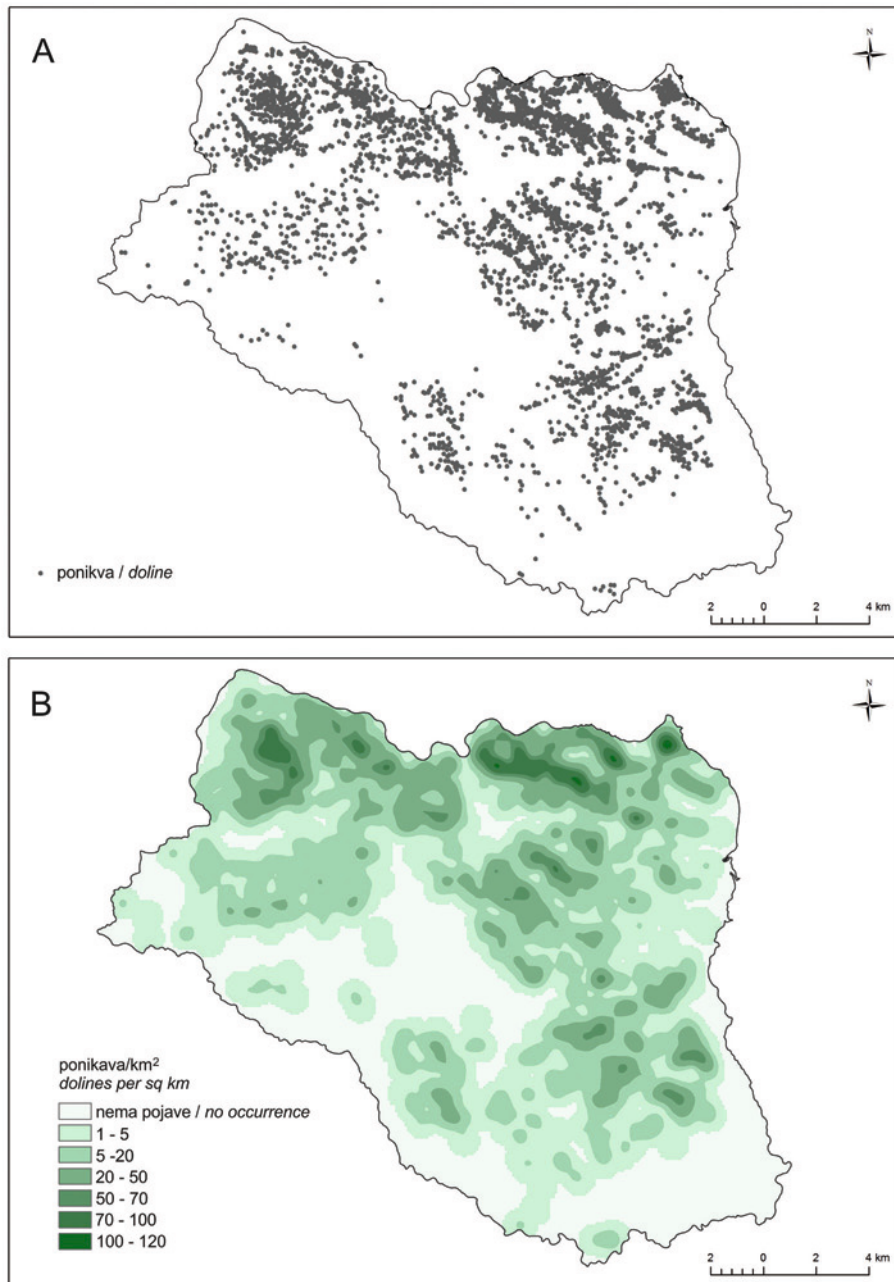 A
N
ponikva / doline
2 0 2 4 km
B
N
ponikava/km²
dolines per sq km
nema pojave / no occurrence
1 - 5
5 -20
20 - 50
50 - 70
70 - 100
100 - 120
2 0 2 4 km